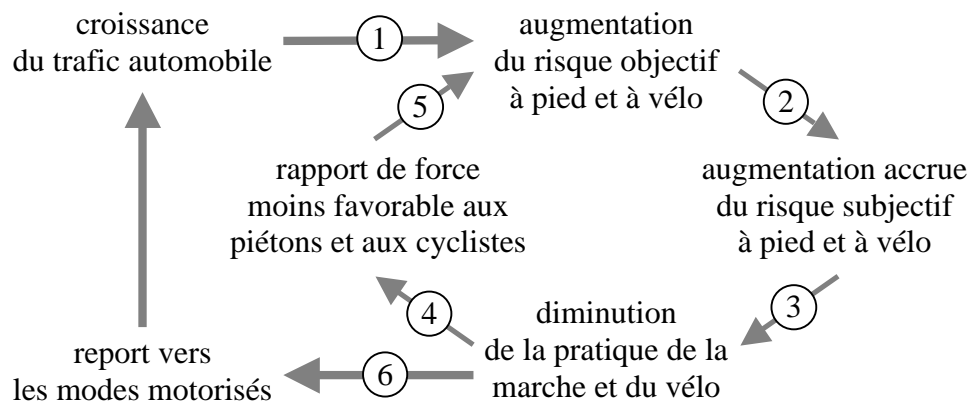 croissance
du trafic automobile
1
augmentation
du risque objectif
à pied et à vélo
2
5
rapport de force
moins favorable aux
piétons et aux cyclistes
augmentation accrue
du risque subjectif
à pied et à vélo
3
4
diminution
de la pratique de la
marche et du vélo
6
report vers
les modes motorisés